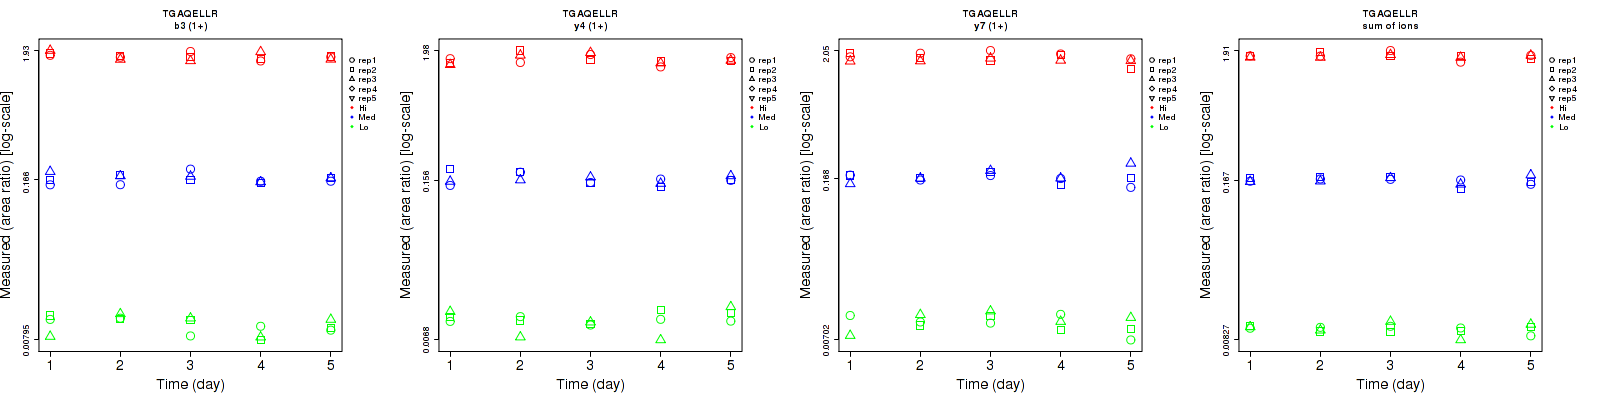 TGAQELLR
b3 (1+)
Measured (area ratio) [log-scale]
1.93
0.166
0.00795
1 2 3 4 5
Time (day)
rep1
rep2
rep3
rep4
rep5
Hi
Med
Lo
TGAQELLR
y4 (1+)
Measured (area ratio) [log-scale]
1.98
0.156
0.0068
1 2 3 4 5
Time (day)
rep1
rep2
rep3
rep4
rep5
Hi
Med
Lo
TGAQELLR
y7 (1+)
Measured (area ratio) [log-scale]
2.05
0.168
0.00702
1 2 3 4 5
Time (day)
rep1
rep2
rep3
rep4
rep5
Hi
Med
Lo
TGAQELLR
sum of ions
Measured (area ratio) [log-scale]
1.91
0.167
0.00827
1 2 3 4 5
Time (day)
rep1
rep2
rep3
rep4
rep5
Hi
Med
Lo